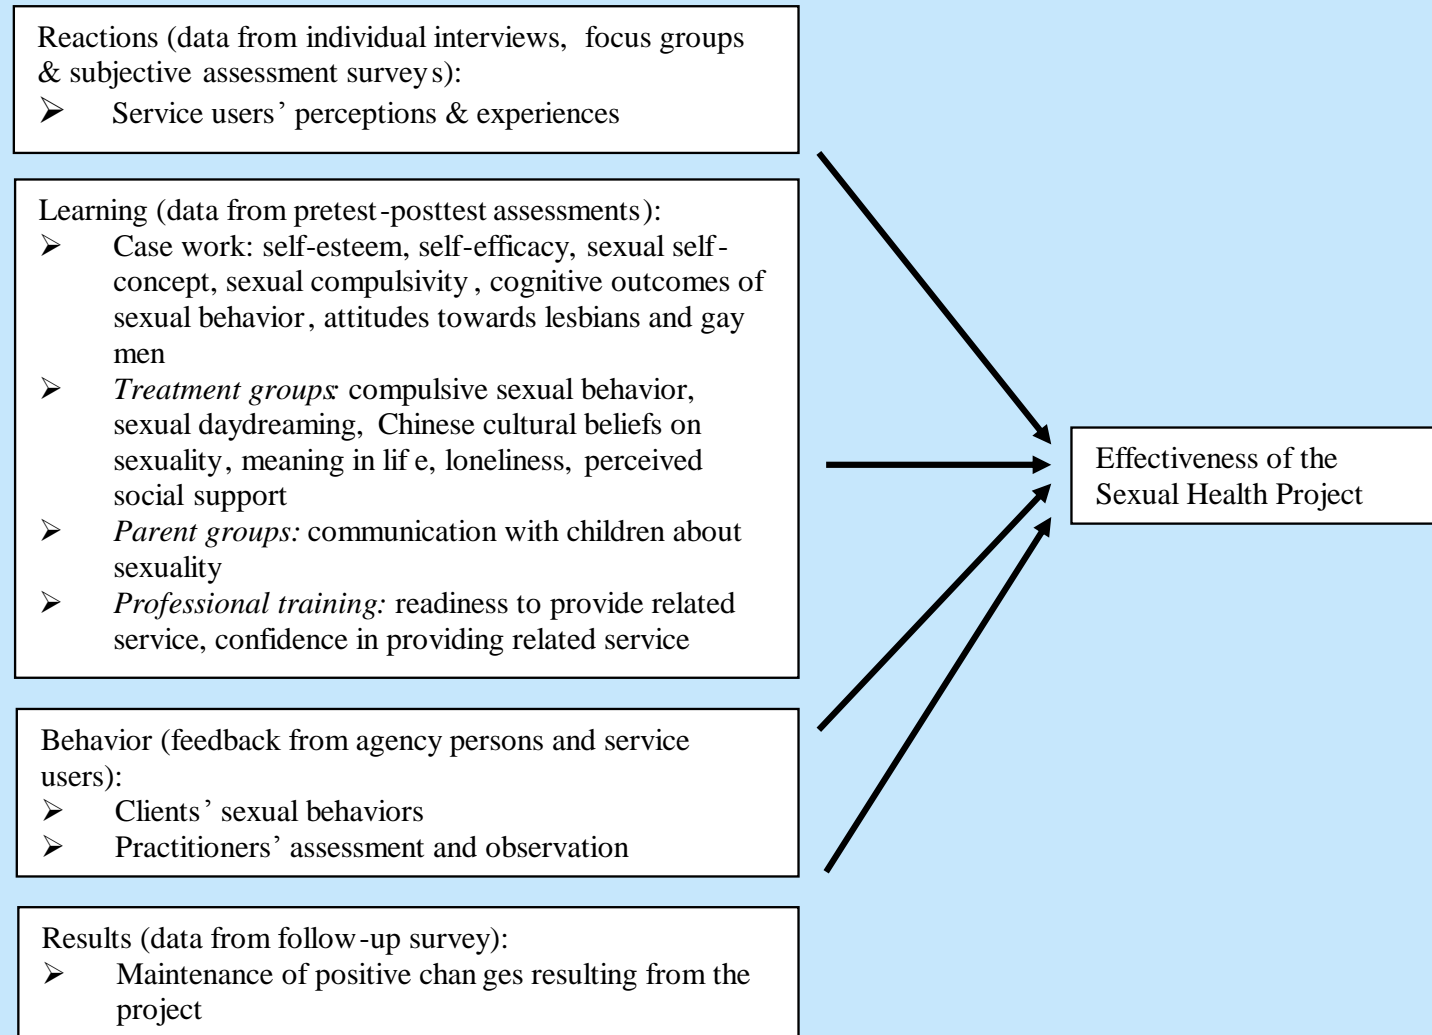 Reactions (data from individual interviews, focus groups
& subjective assessment surveys):
➢ Service users' perceptions & experiences
Learning (data from pretest-posttest assessments):
➢ Case work: self-esteem, self-efficacy, sexual self-
concept, sexual compulsivity, cognitive outcomes of
sexual behavior, attitudes towards lesbians and gay
men
➢ Treatment groups: compulsive sexual behavior,
sexual daydreaming, Chinese cultural beliefs on
sexuality, meaning in life, loneliness, perceived
social support
➢ Parent groups: communication with children about
sexuality
➢ Professional training: readiness to provide related
service, confidence in providing related service
Behavior (feedback from agency persons and service
users):
➢ Clients' sexual behaviors
➢ Practitioners' assessment and observation
Results (data from follow-up survey):
➢ Maintenance of positive changes resulting from the
project
Effectiveness of the
Sexual Health Project